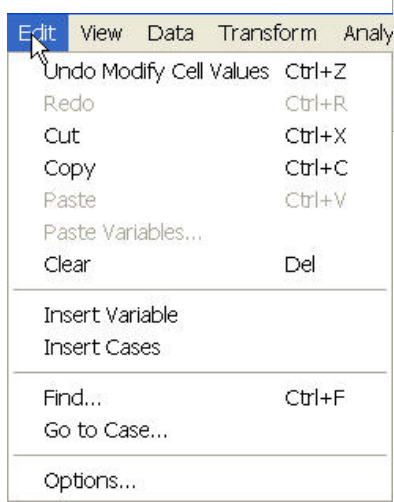 Edit View Data Transform Analy
Undo Modify Cell Values Ctrl+Z
Redo Ctrl+R
Cut Ctrl+X
Copy Ctrl+C
Paste Ctrl+V
Paste Variables...
Clear Del
Insert Variable
Insert Cases
Find... Ctrl+F
Go to Case...
Options...